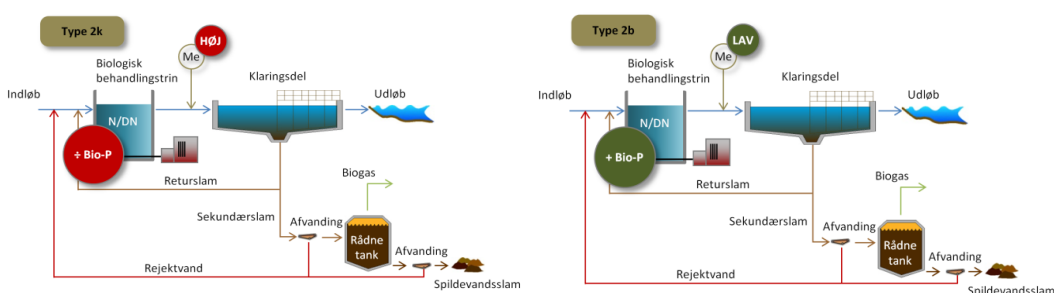 Type 2k
HØJ
Me
Biologisk
behandlingstrin
Klaringsdel
Indløb
Udløb
N/DN
÷ Bio-P
Returslam
Biogas
Sekundærslam
Afvanding
Rådne
tank
Afvanding
Rejektvand
Spildevandsslam
Type 2b
LAV
Me
Biologisk
behandlingstrin
Klaringsdel
Indløb
Udløb
N/DN
+ Bio-P
Returslam
Biogas
Sekundærslam
Afvanding
Rådne
tank
Afvanding
Rejektvand
Spildevandsslam